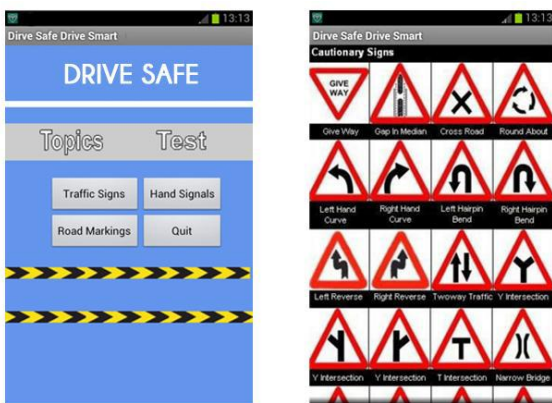 13:13
Dirve Safe Drive Smart
DRIVE SAFE
Topics Test
Traffic Signs Hand Signals
Road Markings Quit
13:13
Dirve Safe Drive Smart
Cautionary Signs
GIVE
WAY
Give Way Gap In Median Cross Road Round About
Left Hand Right Hand Left Hairpin Right Hairpin
Curve Curve Bend Bend
Left Reverse Right Reverse Twoway Traffic Y Intersection
Y Intersection Y Intersection T Intersection Narrow Bridge